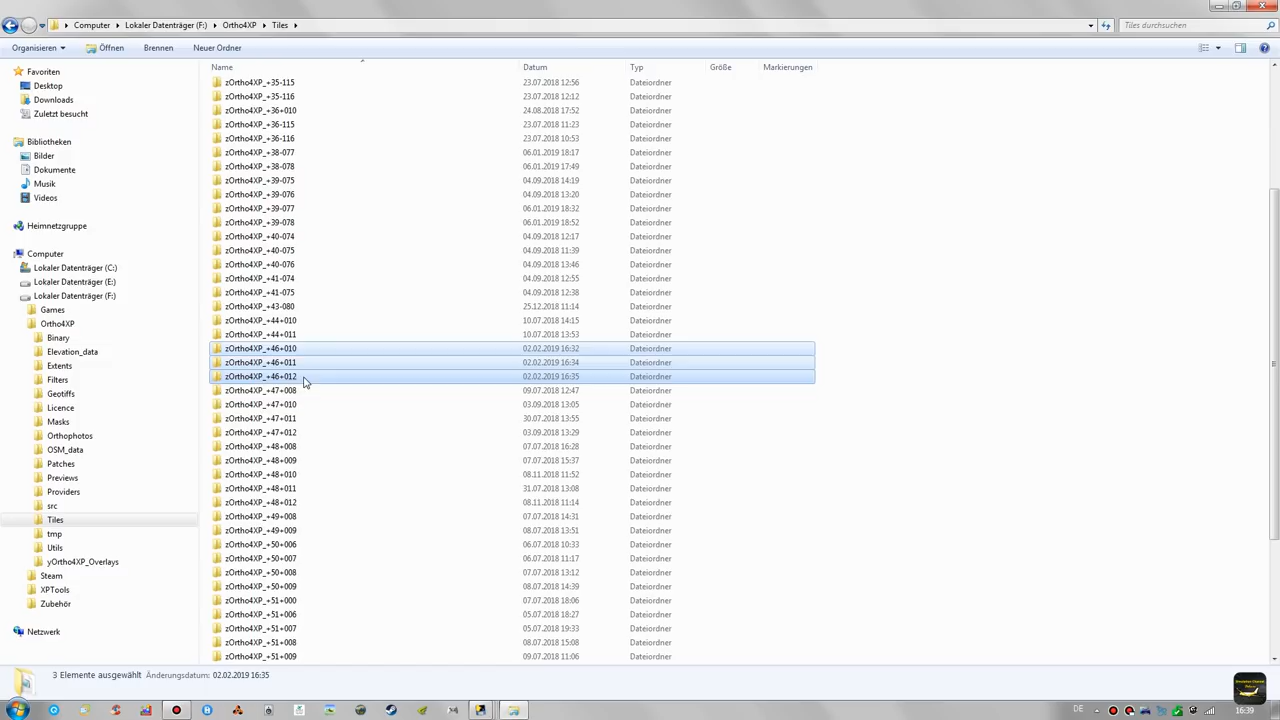 Computer ▸ Lokaler Datenträger (F:) ▸ Ortho4XP ▸ Tiles ▸
Tiles durchsuchen
Organisieren Öffnen Brennen Neuer Ordner
Name Datum Typ Größe Markierungen
Favoriten
Desktop
Downloads
Zuletzt besucht
Bibliotheken
Bilder
Dokumente
Musik
Videos
Heimnetzgruppe
Computer
Lokaler Datenträger (C:)
Lokaler Datenträger (E:)
Lokaler Datenträger (F:)
Games
Ortho4XP
Binary
Elevation_data
Extents
Filters
Geotiffs
Licence
Masks
Orthophotos
OSM_data
Patches
Previews
Providers
src
Tiles
tmp
Utils
yOrtho4XP_Overlays
Steam
XPTools
Zubehör
Netzwerk
zOrtho4XP_+35-115 23.07.2018 12:56 Dateiordner
zOrtho4XP_+35-116 23.07.2018 12:12 Dateiordner
zOrtho4XP_+36+010 24.08.2018 17:52 Dateiordner
zOrtho4XP_+36-115 23.07.2018 11:23 Dateiordner
zOrtho4XP_+36-116 23.07.2018 10:53 Dateiordner
zOrtho4XP_+38-077 06.01.2019 18:17 Dateiordner
zOrtho4XP_+38-078 06.01.2019 17:49 Dateiordner
zOrtho4XP_+39-075 04.09.2018 14:19 Dateiordner
zOrtho4XP_+39-076 04.09.2018 13:20 Dateiordner
zOrtho4XP_+39-077 06.01.2019 18:32 Dateiordner
zOrtho4XP_+39-078 06.01.2019 18:52 Dateiordner
zOrtho4XP_+40-074 04.09.2018 12:17 Dateiordner
zOrtho4XP_+40-075 04.09.2018 11:39 Dateiordner
zOrtho4XP_+40-076 04.09.2018 13:46 Dateiordner
zOrtho4XP_+41-074 04.09.2018 12:55 Dateiordner
zOrtho4XP_+41-075 04.09.2018 12:38 Dateiordner
zOrtho4XP_+43-080 25.12.2018 11:14 Dateiordner
zOrtho4XP_+44+010 10.07.2018 14:15 Dateiordner
zOrtho4XP_+44+011 10.07.2018 13:53 Dateiordner
zOrtho4XP_+46+010 02.02.2019 16:32 Dateiordner
zOrtho4XP_+46+011 02.02.2019 16:34 Dateiordner
zOrtho4XP_+46+012 02.02.2019 16:35 Dateiordner
zOrtho4XP_+47+008 09.07.2018 12:47 Dateiordner
zOrtho4XP_+47+010 03.09.2018 13:05 Dateiordner
zOrtho4XP_+47+011 30.07.2018 13:55 Dateiordner
zOrtho4XP_+47+012 03.09.2018 13:29 Dateiordner
zOrtho4XP_+48+008 07.07.2018 16:28 Dateiordner
zOrtho4XP_+48+009 07.07.2018 15:37 Dateiordner
zOrtho4XP_+48+010 08.11.2018 11:52 Dateiordner
zOrtho4XP_+48+011 31.07.2018 13:08 Dateiordner
zOrtho4XP_+48+012 08.11.2018 11:14 Dateiordner
zOrtho4XP_+49+008 07.07.2018 14:31 Dateiordner
zOrtho4XP_+49+009 08.07.2018 13:51 Dateiordner
zOrtho4XP_+50+006 06.07.2018 10:33 Dateiordner
zOrtho4XP_+50+007 06.07.2018 11:17 Dateiordner
zOrtho4XP_+50+008 07.07.2018 13:12 Dateiordner
zOrtho4XP_+50+009 08.07.2018 14:39 Dateiordner
zOrtho4XP_+51+000 07.07.2018 18:06 Dateiordner
zOrtho4XP_+51+006 05.07.2018 18:27 Dateiordner
zOrtho4XP_+51+007 05.07.2018 19:33 Dateiordner
zOrtho4XP_+51+008 08.07.2018 15:08 Dateiordner
zOrtho4XP_+51+009 09.07.2018 11:06 Dateiordner
3 Elemente ausgewählt Änderungsdatum: 02.02.2019 16:35
DE 16:39